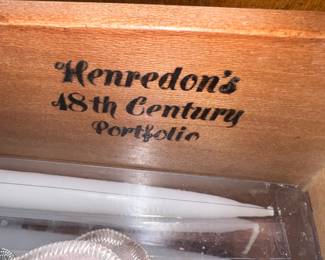 Henredon's
18th Century
Portfolio